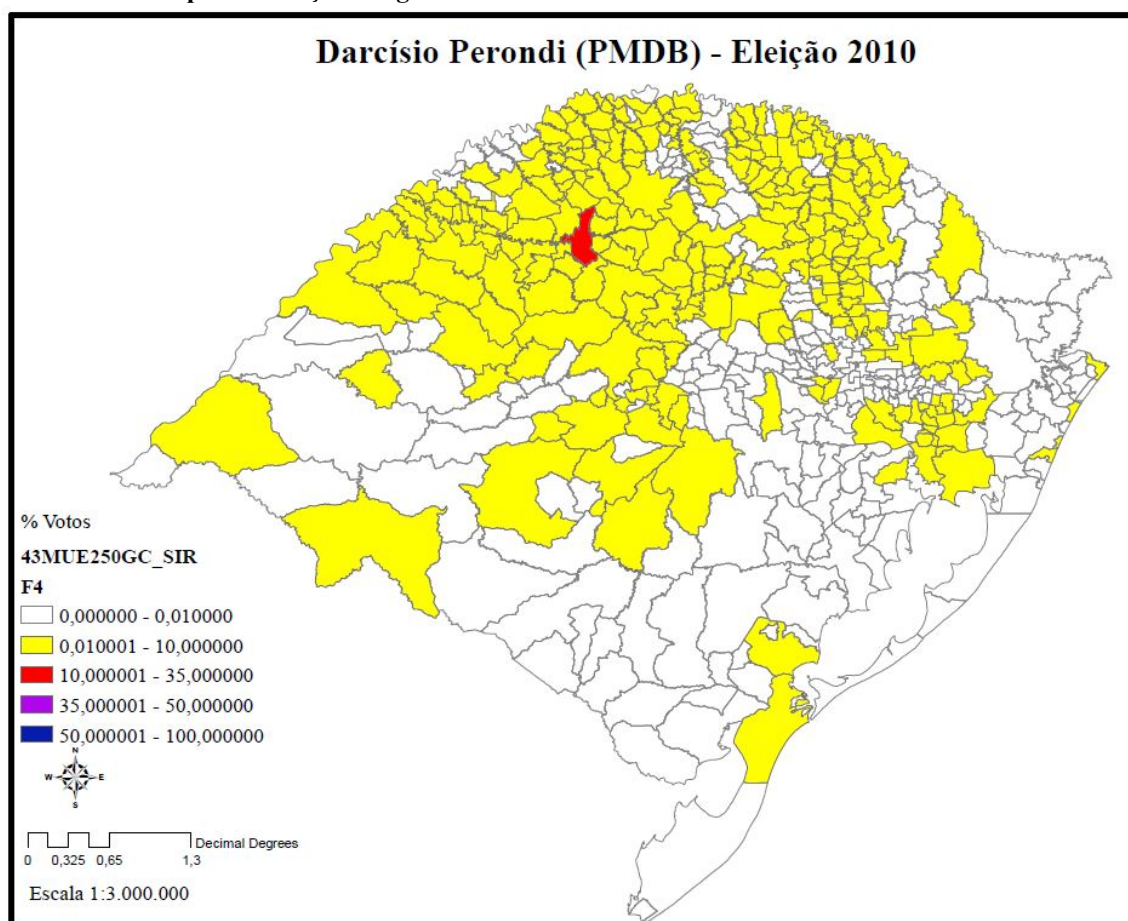 Darcísio Perondi (PMDB) - Eleição 2010
% Votos
43MUE250GC_SIR
F4
0,000000 - 0,010000
0,010001 - 10,000000
10,000001 - 35,000000
35,000001 - 50,000000
50,000001 - 100,000000
N
W E
S
Decimal Degrees
0 0,325 0,65 1,3
Escala 1:3.000.000